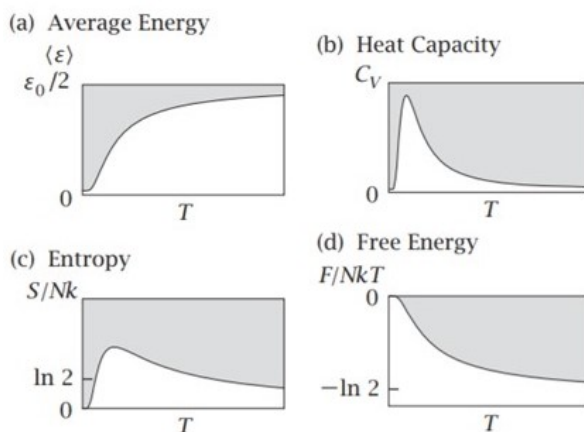 (a) Average Energy
⟨ε⟩
ε₀/2
0
T
(b) Heat Capacity
C_V
0
T
(c) Entropy
S/Nk
ln 2
0
T
(d) Free Energy
F/NkT
0
−ln 2
T